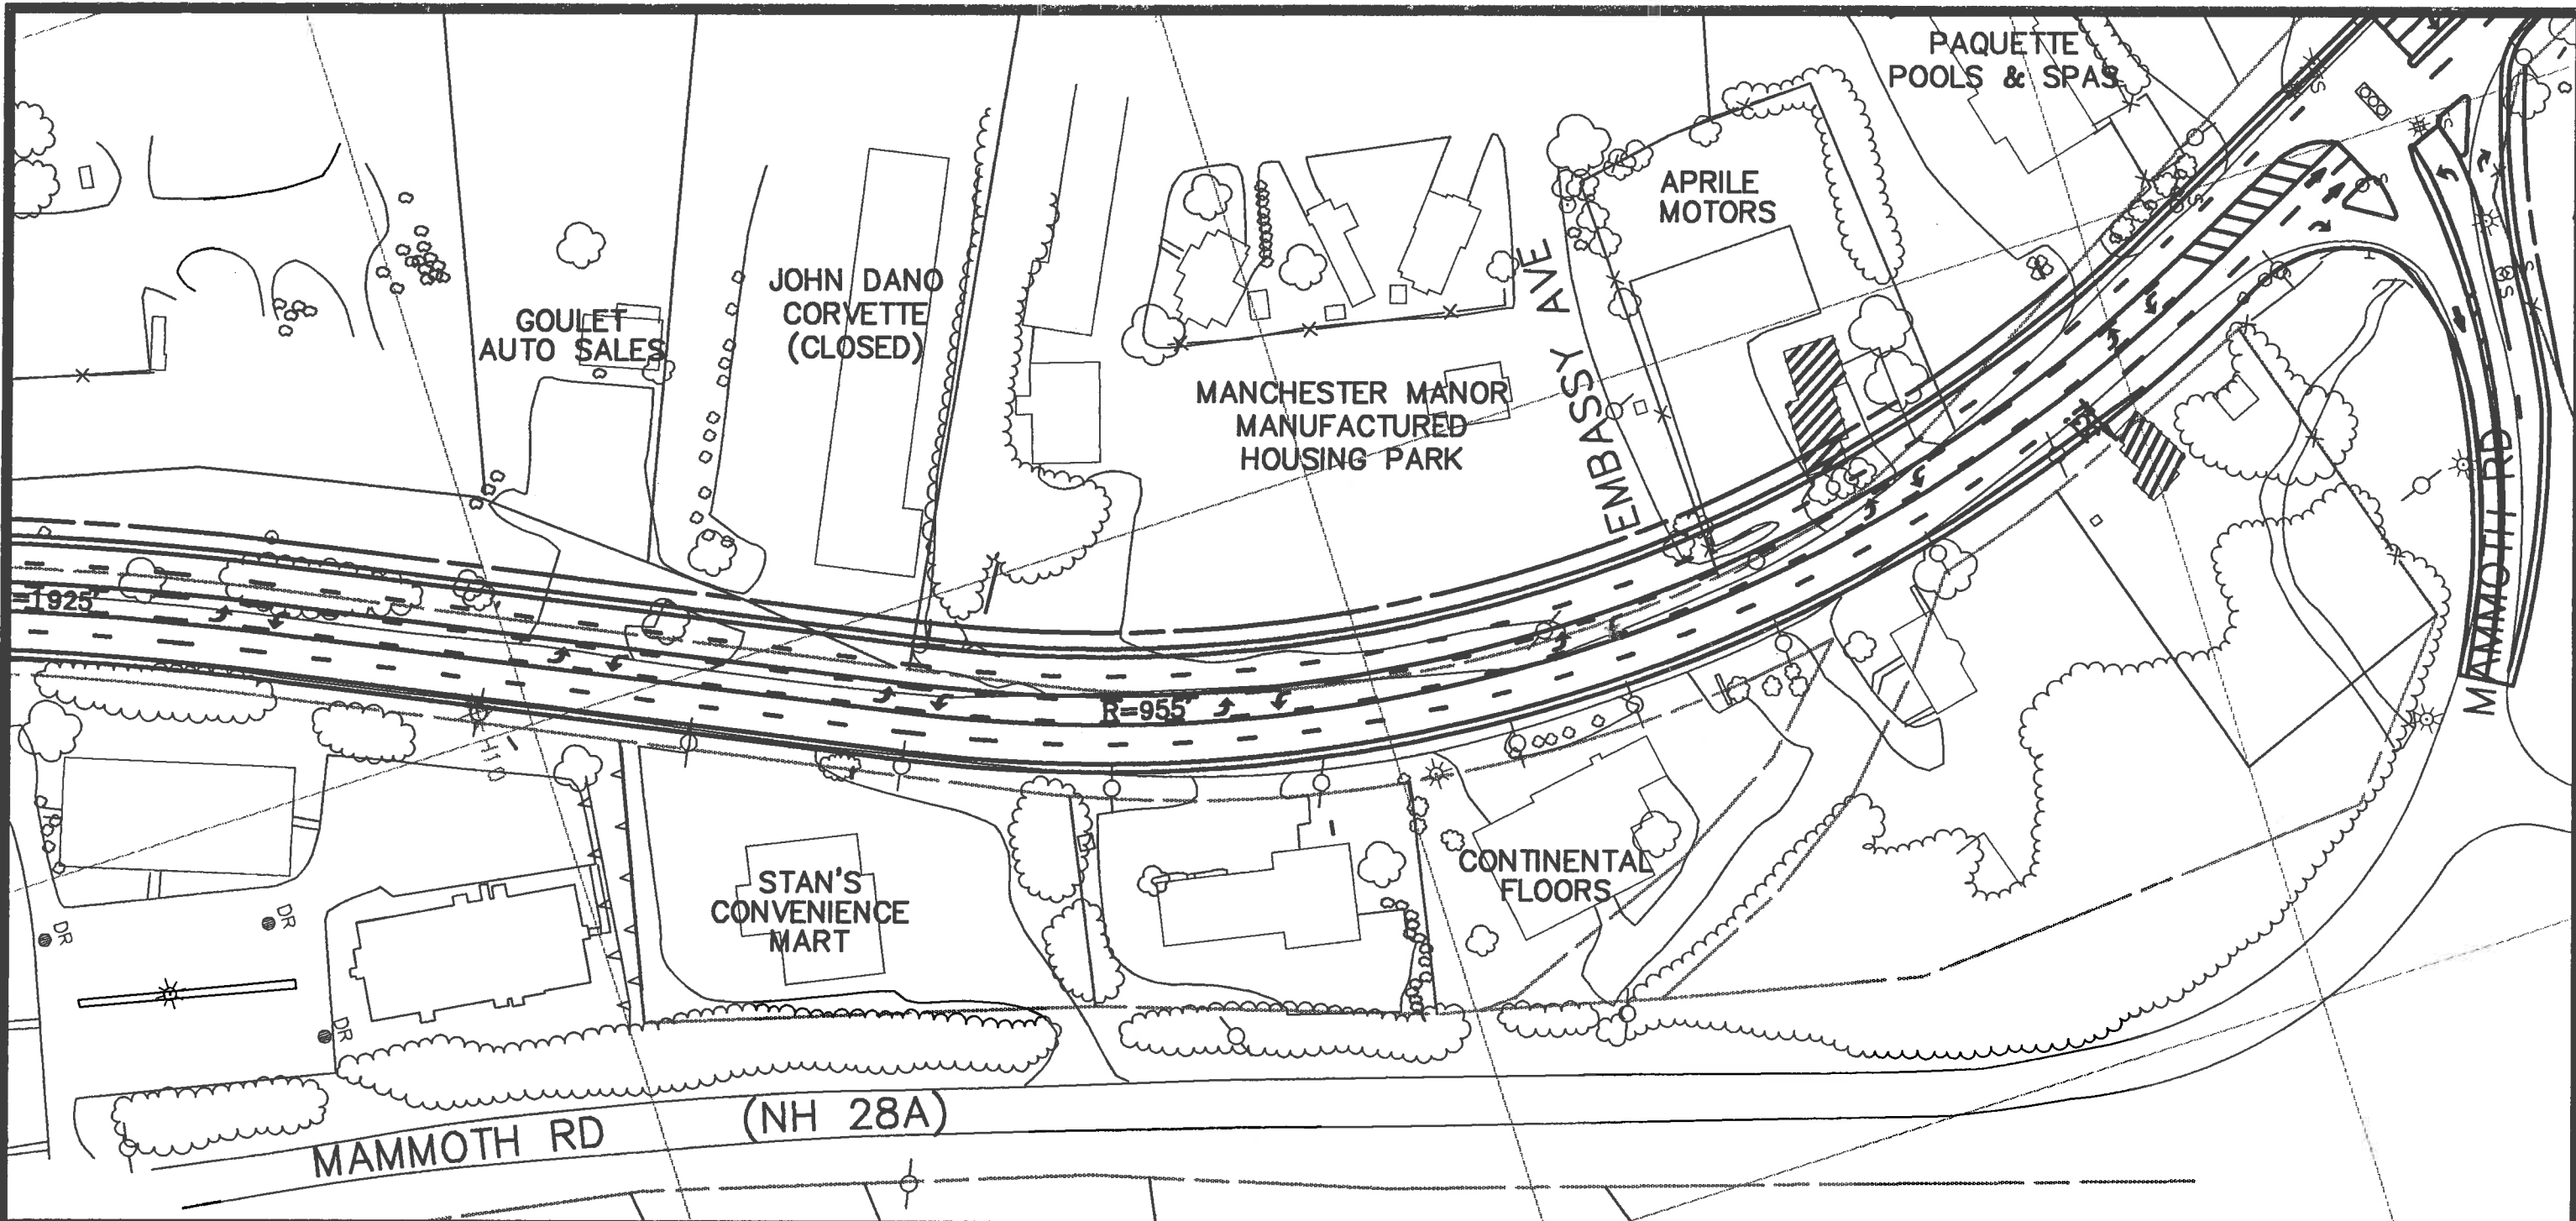 PAQUETTE
POOLS & SPAS
APRILE
MOTORS
JOHN DANO
CORVETTE
(CLOSED)
GOULET
AUTO SALES
EMBASSY AVE
MANCHESTER MANOR
MANUFACTURED
HOUSING PARK
MAMMOTH RD
=1925'
R=955'
STAN'S
CONVENIENCE
MART
CONTINENTAL
FLOORS
DR
DR
DR
MAMMOTH RD (NH 28A)